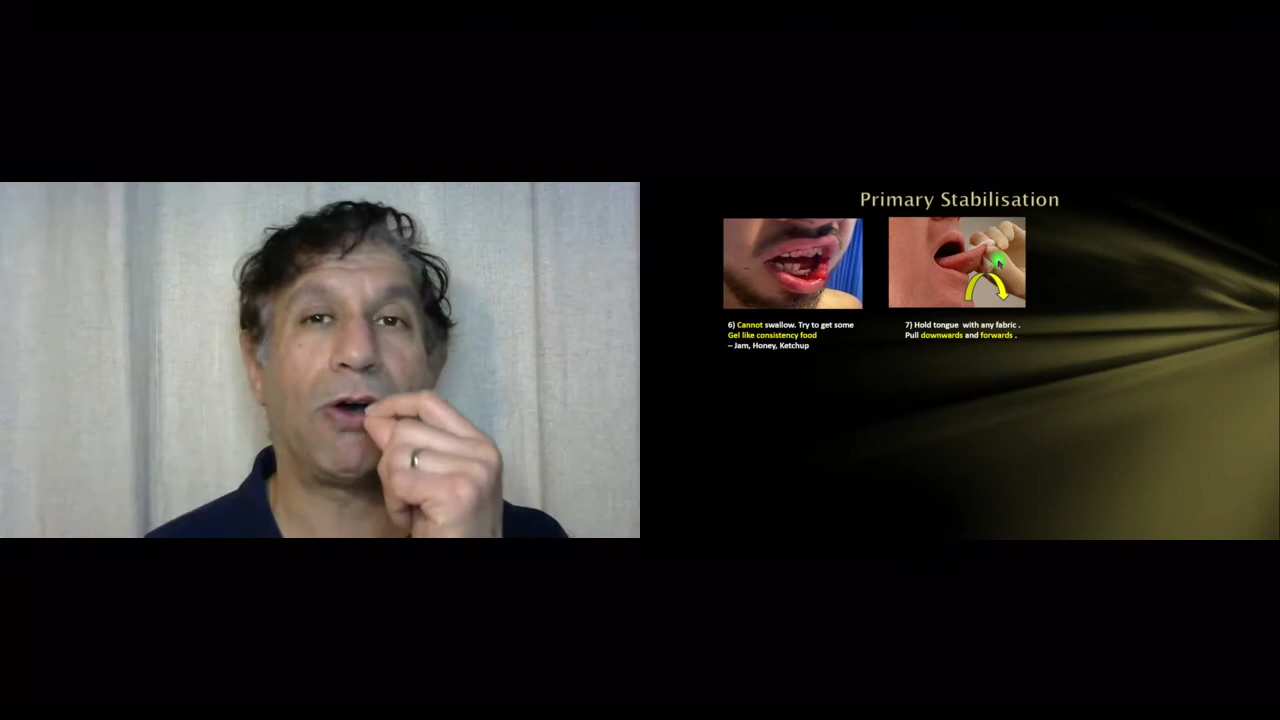 Primary Stabilisation
6) Cannot swallow. Try to get some
Gel like consistency food
– Jam, Honey, Ketchup
7) Hold tongue with any fabric .
Pull downwards and forwards .